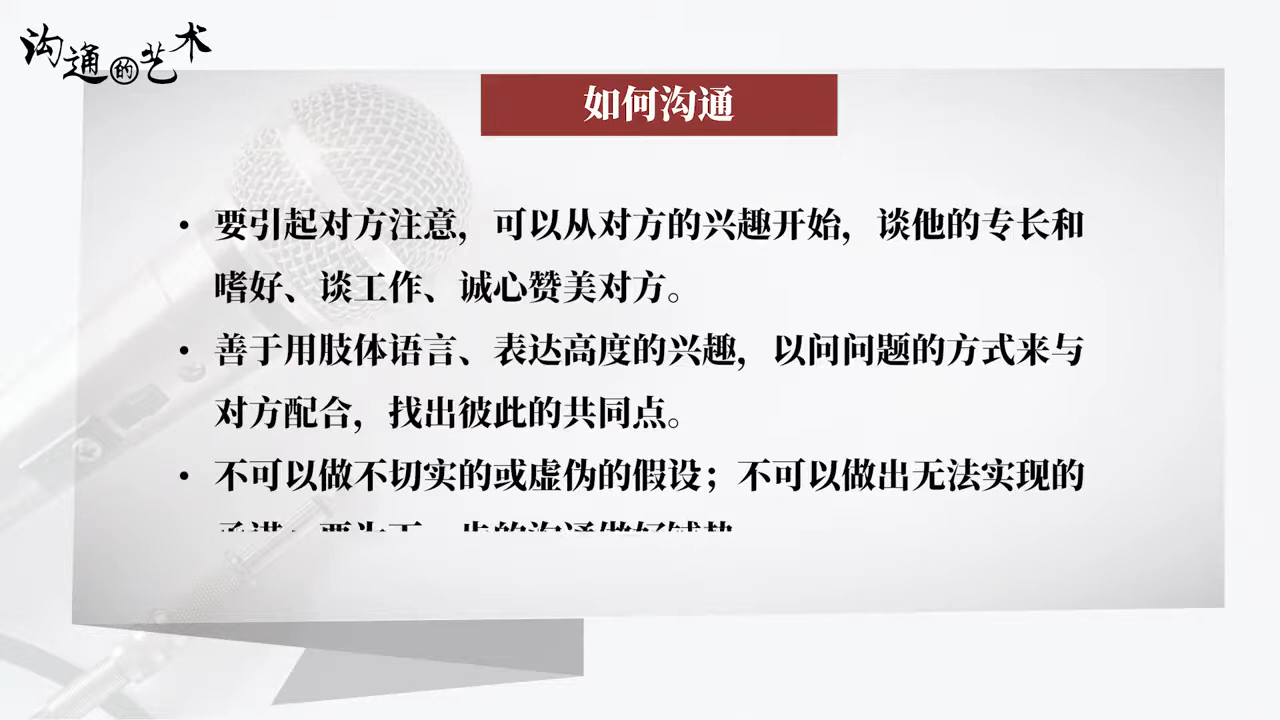 沟通的艺术
如何沟通
• 要引起对方注意，可以从对方的兴趣开始，谈他的专长和
嗜好、谈工作、诚心赞美对方。
• 善于用肢体语言、表达高度的兴趣，以问问题的方式来与
对方配合，找出彼此的共同点。
• 不可以做不切实的或虚伪的假设；不可以做出无法实现的